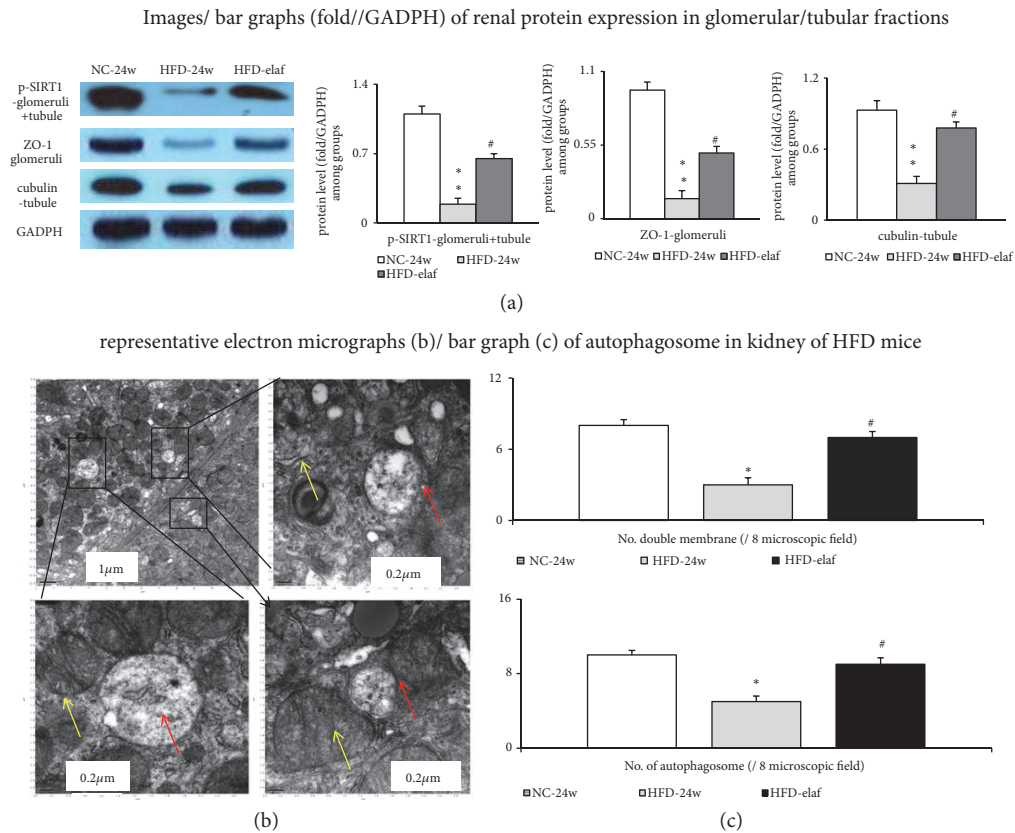 Images/ bar graphs (fold//GADPH) of renal protein expression in glomerular/tubular fractions
NC-24w HFD-24w HFD-elaf
p-SIRT1
-glomeruli
+tubule
ZO-1
glomeruli
cubulin
-tubule
GADPH
protein level (fold/GADPH)
among groups
1.4
0.7
0
*
*
#
p-SIRT1-glomeruli+tubule
NC-24w HFD-24w
HFD-elaf
protein level (fold/GADPH)
among groups
1.1
0.55
0
*
*
#
ZO-1-glomeruli
NC-24w HFD-24w HFD-elaf
protein level (fold/GADPH)
among groups
1.2
0.6
0
*
*
#
cubulin-tubule
NC-24w HFD-24w HFD-elaf
(a)
representative electron micrographs (b)/ bar graph (c) of autophagosome in kidney of HFD mice
1μm
0.2μm
0.2μm
0.2μm
(b)
12
6
0
*
#
No. double membrane (/ 8 microscopic field)
NC-24w HFD-24w HFD-elaf
16
8
0
*
#
No. of autophagosome (/ 8 microscopic field)
NC-24w HFD-24w HFD-elaf
(c)